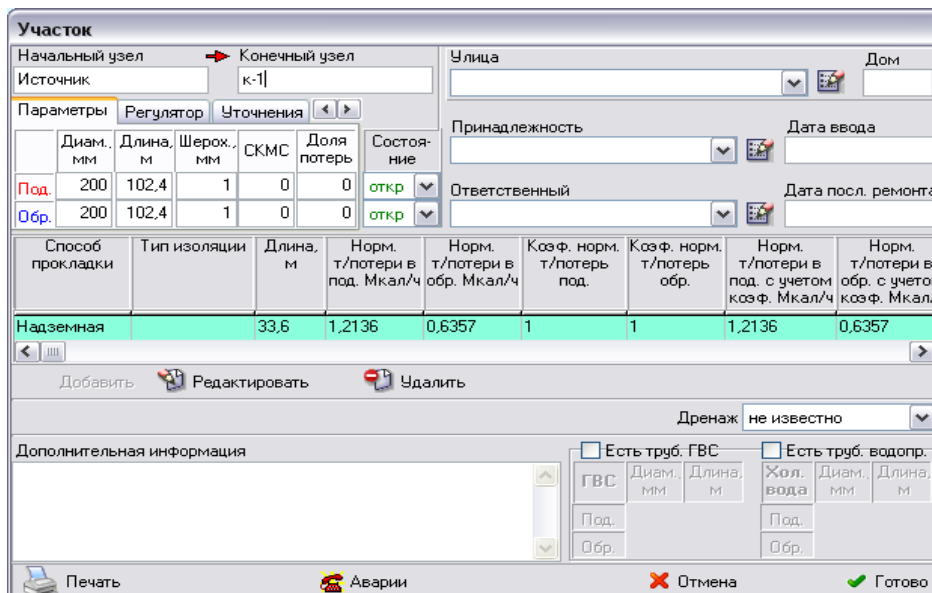 Участок
Начальный узел Конечный узел Улица Дом
Источник к-1
Параметры Регулятор Уточнения
Принадлежность Дата ввода
Диам., мм Длина, м Шерох., мм СКМС Доля потерь Состоя-ние
Под. 200 102,4 1 0 0 откр
Ответственный Дата посл. ремонта
Обр. 200 102,4 1 0 0 откр
Способ прокладки Тип изоляции Длина, м Норм. т/потери в под. Мкал/ч Норм. т/потери в обр. Мкал/ч Коэф. норм. т/потерь под. Коэф. норм. т/потерь обр. Норм. т/потери в под. с учетом коэф. Мкал/ч Норм. т/потери в обр. с учето коэф. Мкал/
Надземная 33,6 1,2136 0,6357 1 1 1,2136 0,6357
Добавить Редактировать Удалить
Дренаж не известно
Дополнительная информация Есть труб. ГВС Есть труб. водопр.
ГВС Диам., мм Длина, м Хол. вода Диам., мм Длина, м
Под. Под.
Обр. Обр.
Печать Аварии Отмена Готово